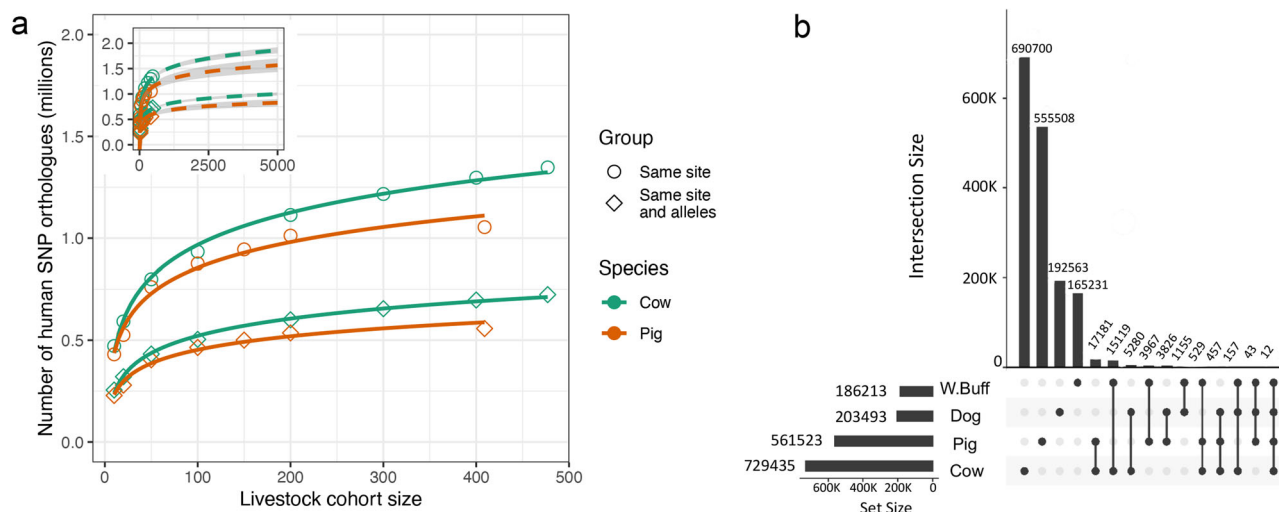 a
Number of human SNP orthologues (millions)
2.0
1.5
1.0
0.5
0.0
2.0
1.5
1.0
0.5
0.0
0 2500 5000
0 100 200 300 400 500
Livestock cohort size
Group
Same site
Same site
and alleles
Species
Cow
Pig
b
Intersection Size
600K
400K
200K
0
690700
555508
192563
165231
17181
15119
5280
3967
3826
1155
529
457
157
43
12
186213 W.Buff
203493 Dog
561523 Pig
729435 Cow
600K 400K 200K 0
Set Size